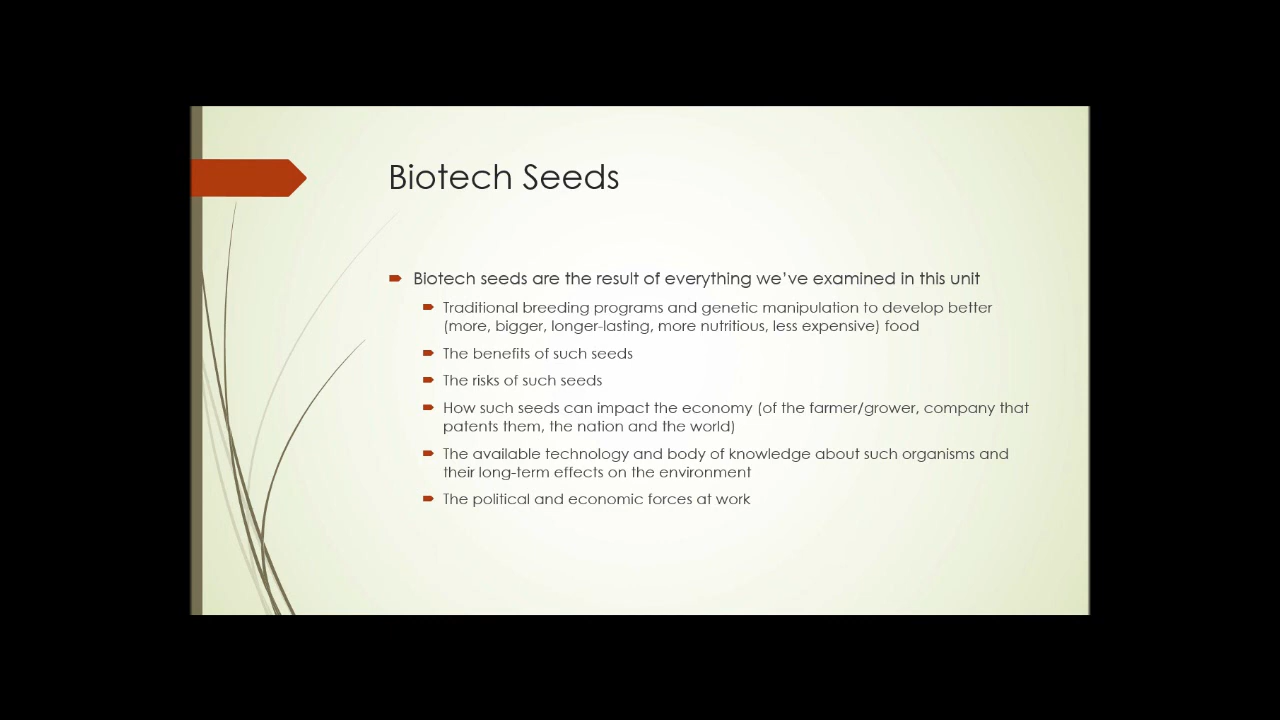 Biotech Seeds
Biotech seeds are the result of everything we've examined in this unit
Traditional breeding programs and genetic manipulation to develop better
(more, bigger, longer-lasting, more nutritious, less expensive) food
The benefits of such seeds
The risks of such seeds
How such seeds can impact the economy (of the farmer/grower, company that
patents them, the nation and the world)
The available technology and body of knowledge about such organisms and
their long-term effects on the environment
The political and economic forces at work